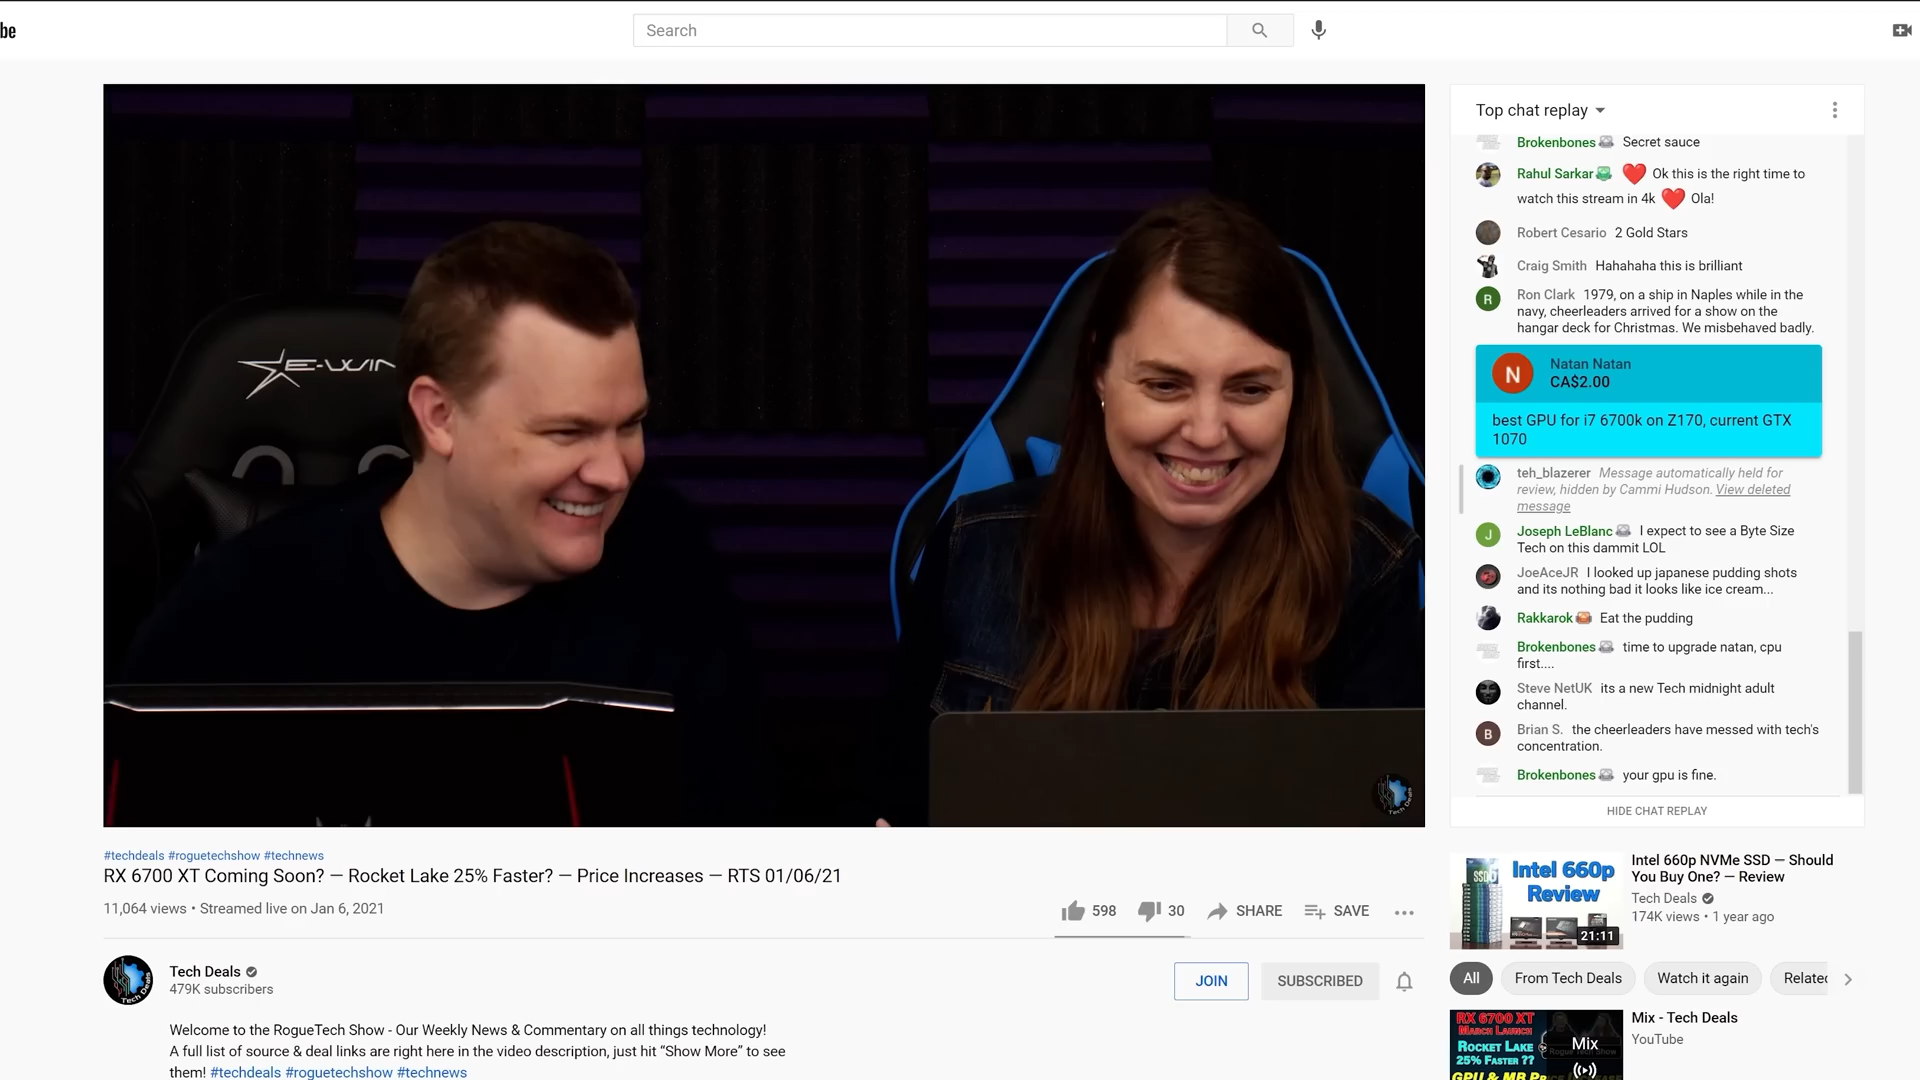 be
Search
E-WIN
Tech Deals
Top chat replay
Brokenbones Secret sauce
Rahul Sarkar Ok this is the right time to
watch this stream in 4k Ola!
Robert Cesario 2 Gold Stars
Craig Smith Hahahaha this is brilliant
R
Ron Clark 1979, on a ship in Naples while in the
navy, cheerleaders arrived for a show on the
hangar deck for Christmas. We misbehaved badly.
N
Natan Natan
CA$2.00
best GPU for i7 6700k on Z170, current GTX
1070
teh_blazerer Message automatically held for
review, hidden by Cammi Hudson. View deleted
message
J
Joseph LeBlanc I expect to see a Byte Size
Tech on this dammit LOL
JoeAceJR I looked up japanese pudding shots
and its nothing bad it looks like ice cream...
Rakkarok Eat the pudding
Brokenbones time to upgrade natan, cpu
first....
Steve NetUK its a new Tech midnight adult
channel.
B
Brian S. the cheerleaders have messed with tech's
concentration.
Brokenbones your gpu is fine.
HIDE CHAT REPLAY
#techdeals #roguetechshow #technews
RX 6700 XT Coming Soon? — Rocket Lake 25% Faster? — Price Increases — RTS 01/06/21
11,064 views • Streamed live on Jan 6, 2021
598 30 SHARE SAVE
Tech Deals
479K subscribers
JOIN SUBSCRIBED
Welcome to the RogueTech Show - Our Weekly News & Commentary on all things technology!
A full list of source & deal links are right here in the video description, just hit “Show More” to see
them! #techdeals #roguetechshow #technews
Intel 660p
Review
SSD
21:11
Intel 660p NVMe SSD — Should
You Buy One? — Review
Tech Deals
174K views • 1 year ago
All From Tech Deals Watch it again Related
RX 6700 XT
March Launch
Rocket Lake
25% Faster ??
Mix
Rogue Tech Show
Mix - Tech Deals
YouTube